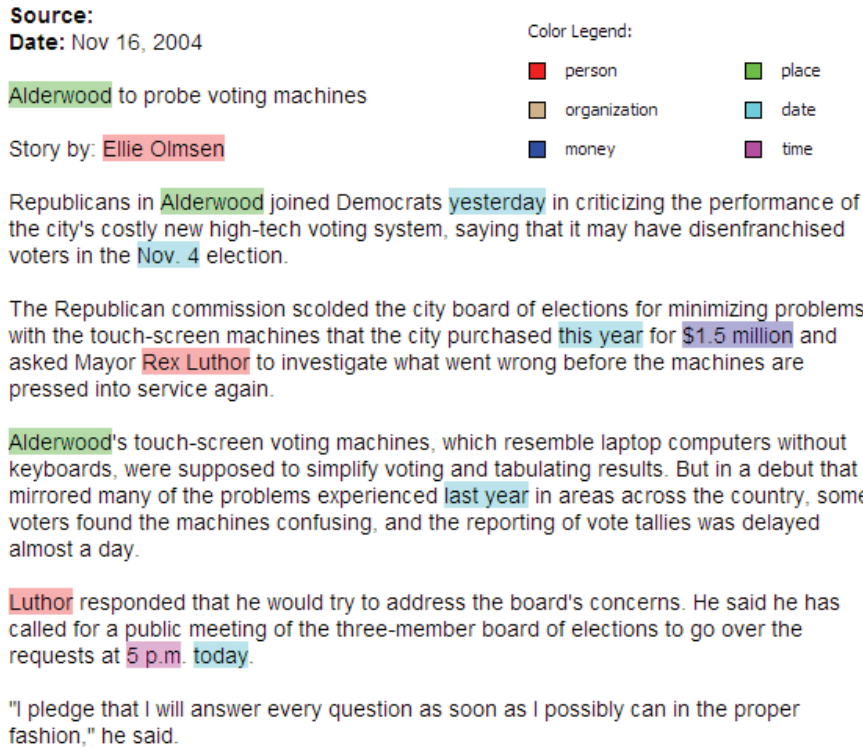 Source:
Date: Nov 16, 2004
Color Legend:
person
place
organization
date
money
time
Alderwood to probe voting machines
Story by: Ellie Olmsen
Republicans in Alderwood joined Democrats yesterday in criticizing the performance of
the city's costly new high-tech voting system, saying that it may have disenfranchised
voters in the Nov. 4 election.
The Republican commission scolded the city board of elections for minimizing problems
with the touch-screen machines that the city purchased this year for $1.5 million and
asked Mayor Rex Luthor to investigate what went wrong before the machines are
pressed into service again.
Alderwood's touch-screen voting machines, which resemble laptop computers without
keyboards, were supposed to simplify voting and tabulating results. But in a debut that
mirrored many of the problems experienced last year in areas across the country, some
voters found the machines confusing, and the reporting of vote tallies was delayed
almost a day.
Luthor responded that he would try to address the board's concerns. He said he has
called for a public meeting of the three-member board of elections to go over the
requests at 5 p.m. today.
"I pledge that I will answer every question as soon as I possibly can in the proper
fashion," he said.